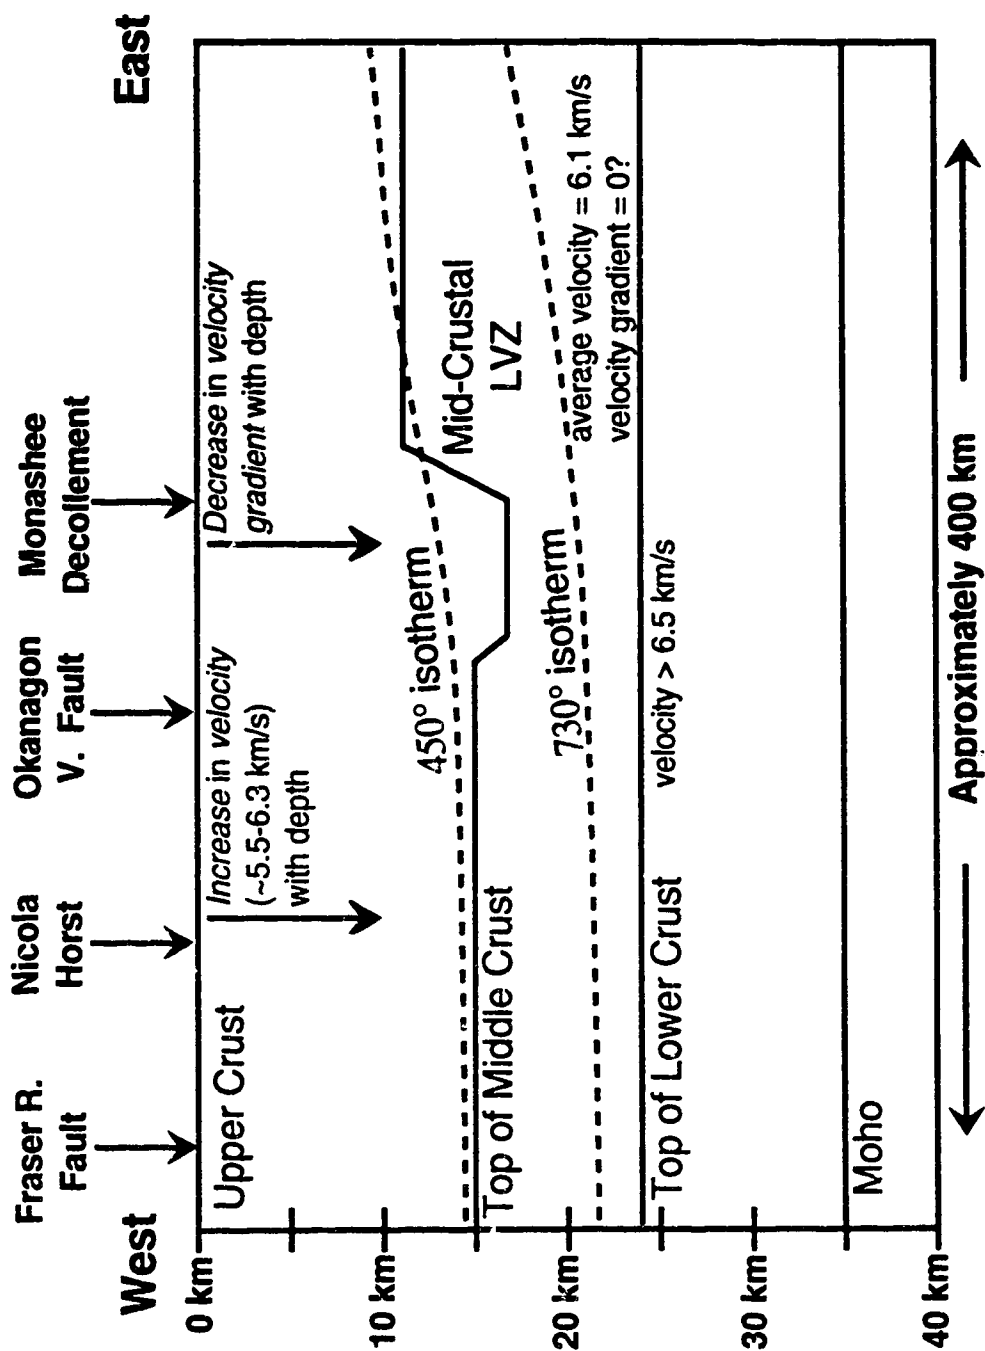 West
East
Fraser R.
Fault
Nicola
Horst
Okanagon
V. Fault
Monashee
Decollement
0 km
10 km
20 km
30 km
40 km
Upper Crust
Increase in velocity
(~5.5-6.3 km/s)
with depth
Decrease in velocity
gradient with depth
450° isotherm
Top of Middle Crust
Mid-Crustal
LVZ
730° isotherm
average velocity = 6.1 km/s
velocity gradient = 0?
Top of Lower Crust
velocity > 6.5 km/s
Moho
Approximately 400 km